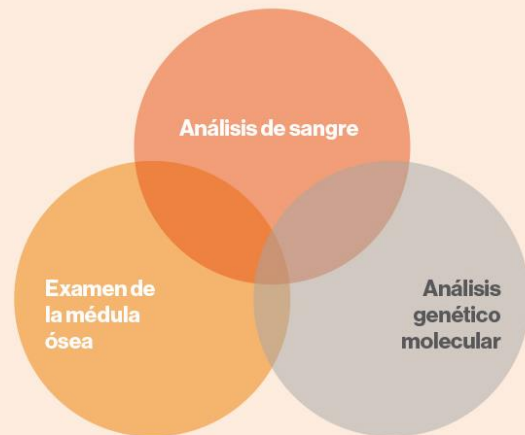 Análisis de sangre
Examen de
la médula
ósea
Análisis
genético
molecular